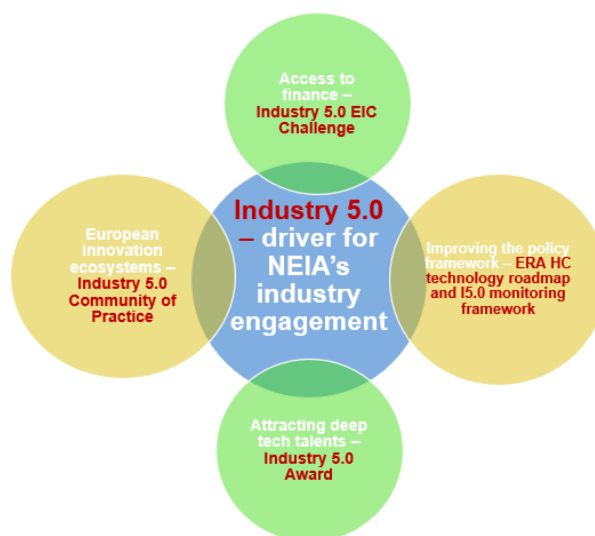 Access to
finance –
Industry 5.0 EIC
Challenge
European
innovation
ecosystems –
Industry 5.0
Community of
Practice
Industry 5.0
– driver for
NEIA's
industry
engagement
Improving the policy
framework – ERA HC
technology roadmap
and I5.0 monitoring
framework
Attracting deep
tech talents –
Industry 5.0
Award